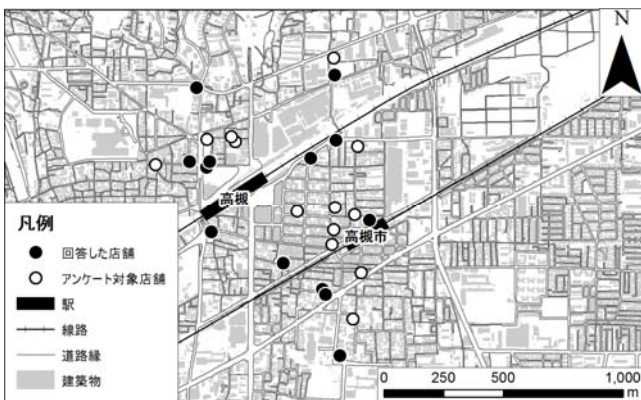 N
高槻
高槻市
凡例
回答した店舗
アンケート対象店舗
駅
線路
道路縁
建築物
0 250 500 1,000
m